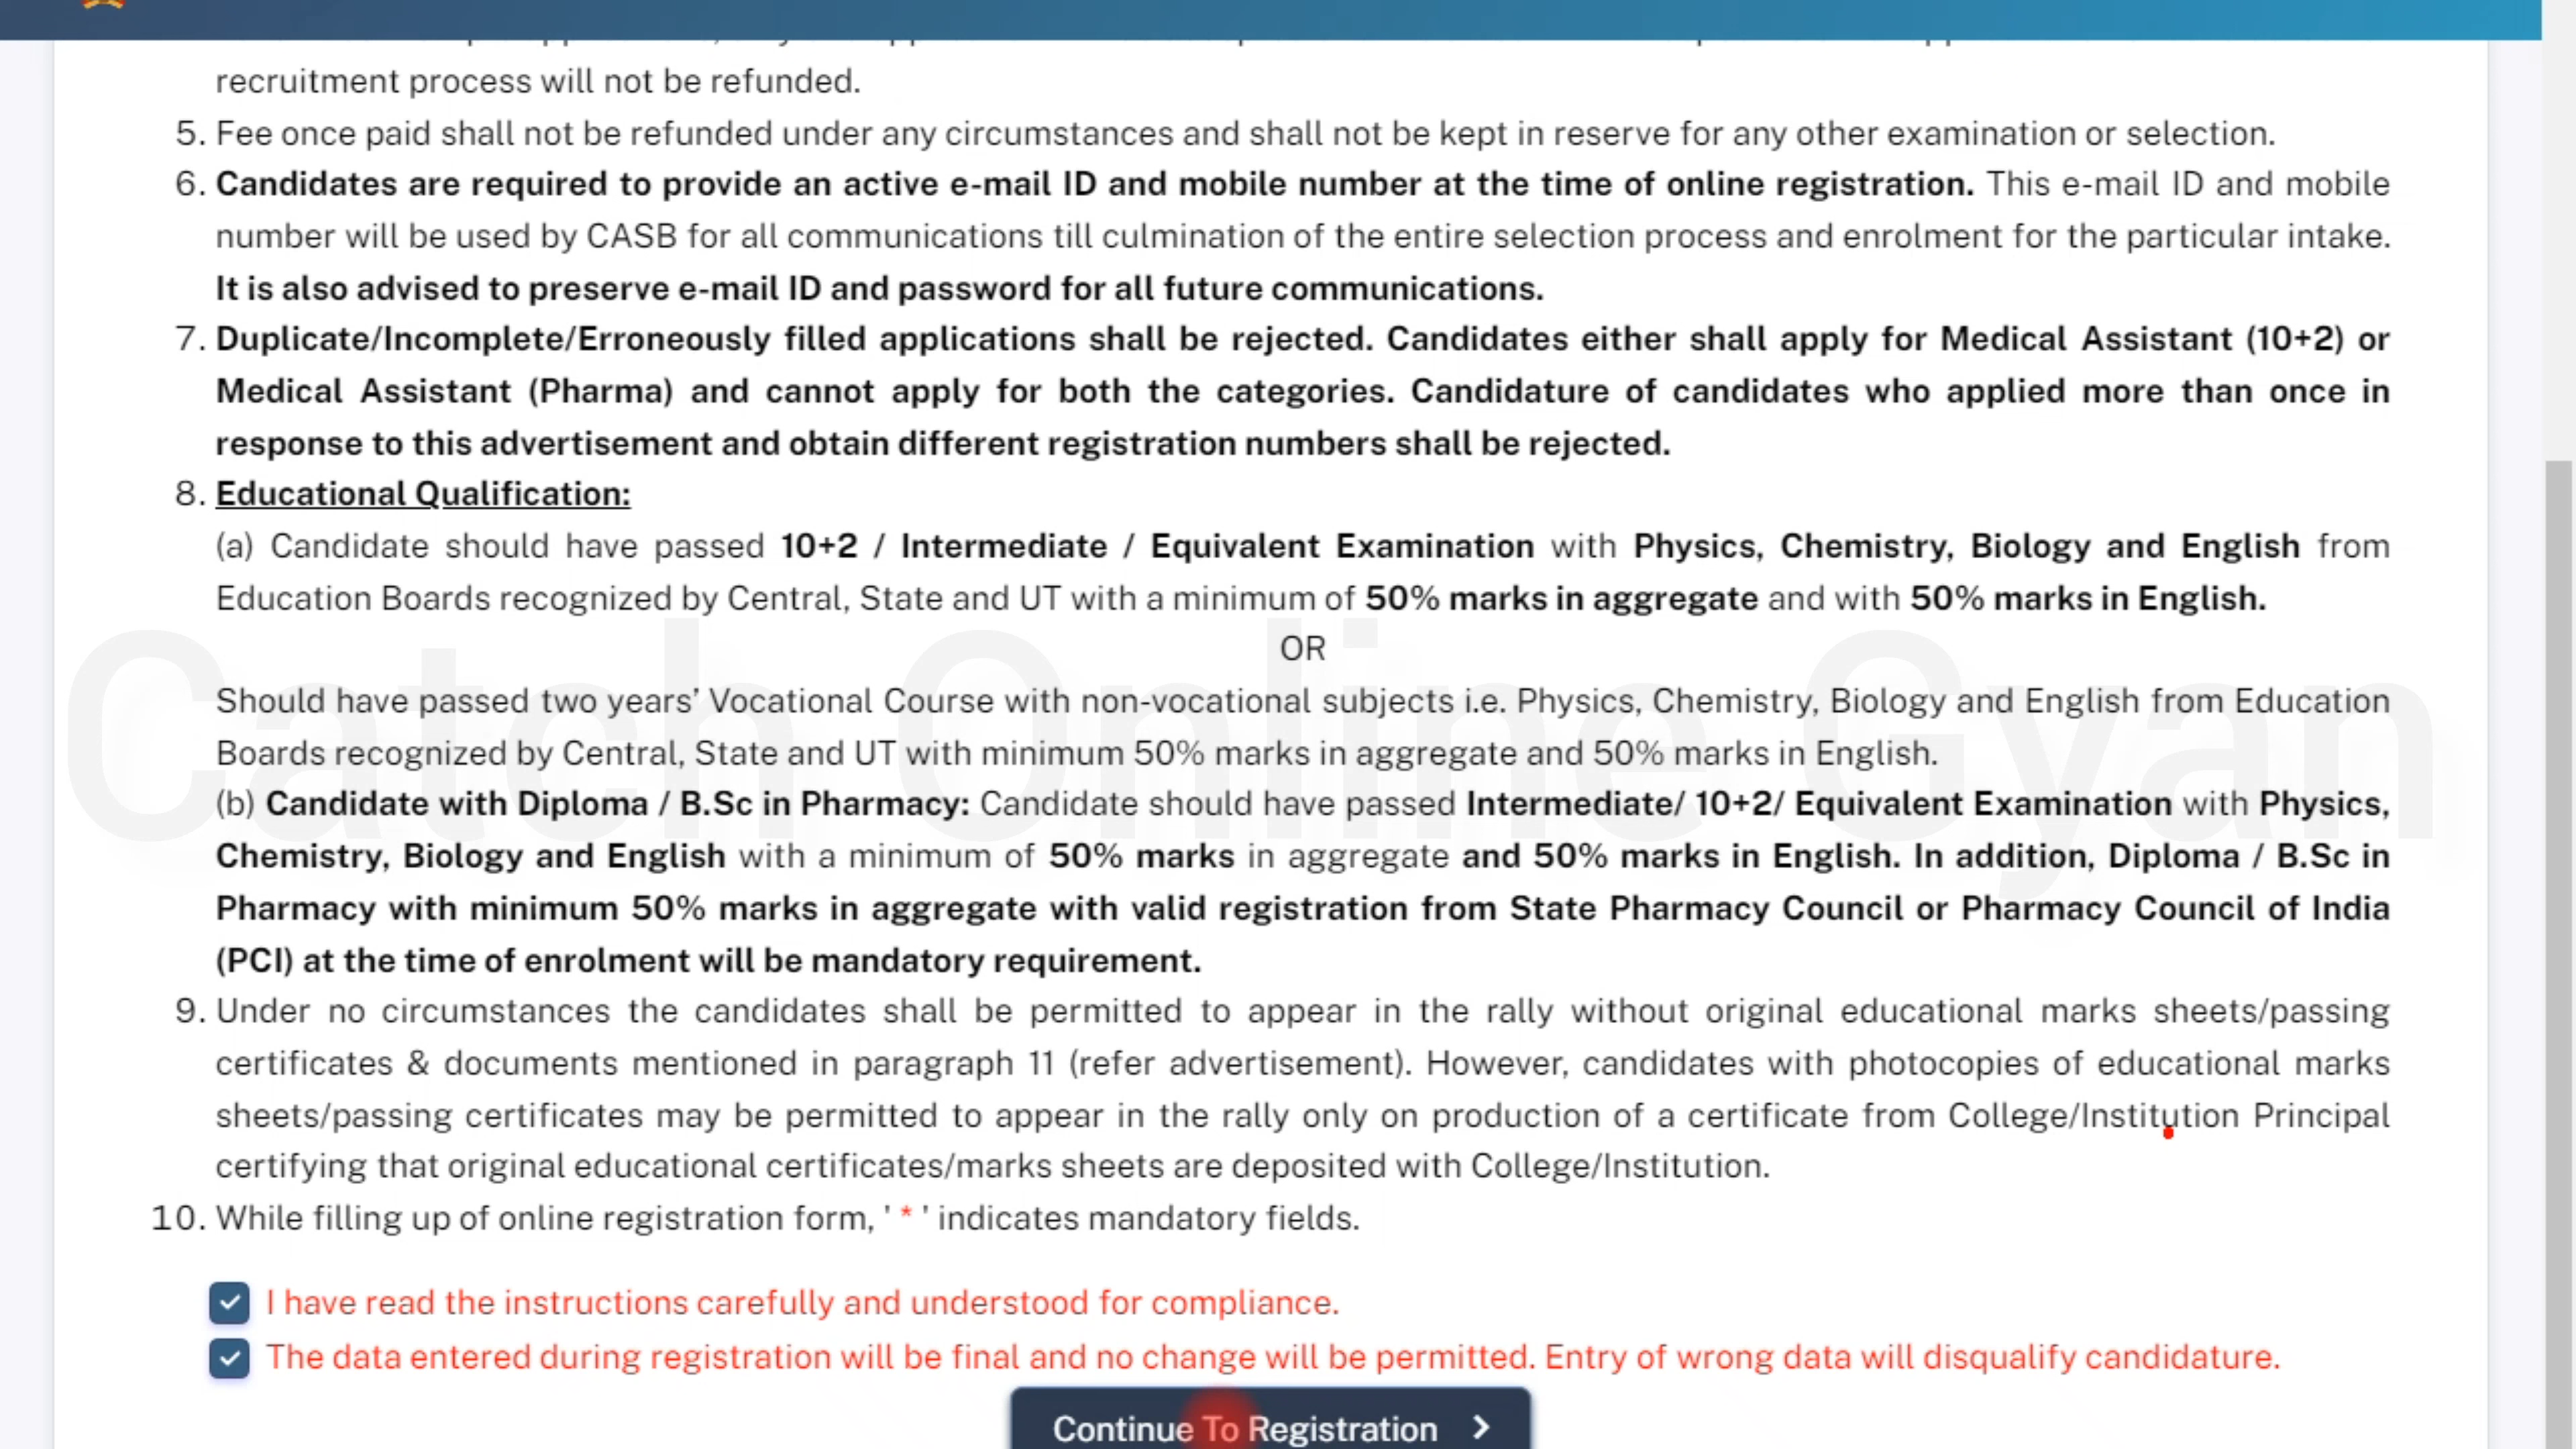 recruitment process will not be refunded.
5. Fee once paid shall not be refunded under any circumstances and shall not be kept in reserve for any other examination or selection.
6. Candidates are required to provide an active e-mail ID and mobile number at the time of online registration. This e-mail ID and mobile
number will be used by CASB for all communications till culmination of the entire selection process and enrolment for the particular intake.
It is also advised to preserve e-mail ID and password for all future communications.
7. Duplicate/Incomplete/Erroneously filled applications shall be rejected. Candidates either shall apply for Medical Assistant (10+2) or
Medical Assistant (Pharma) and cannot apply for both the categories. Candidature of candidates who applied more than once in
response to this advertisement and obtain different registration numbers shall be rejected.
8. Educational Qualification:
(a) Candidate should have passed 10+2 / Intermediate / Equivalent Examination with Physics, Chemistry, Biology and English from
Education Boards recognized by Central, State and UT with a minimum of 50% marks in aggregate and with 50% marks in English.
OR
Should have passed two years' Vocational Course with non-vocational subjects i.e. Physics, Chemistry, Biology and English from Education
Boards recognized by Central, State and UT with minimum 50% marks in aggregate and 50% marks in English.
Catch Online Gyan
(b) Candidate with Diploma / B.Sc in Pharmacy: Candidate should have passed Intermediate/ 10+2/ Equivalent Examination with Physics,
Chemistry, Biology and English with a minimum of 50% marks in aggregate and 50% marks in English. In addition, Diploma / B.Sc in
Pharmacy with minimum 50% marks in aggregate with valid registration from State Pharmacy Council or Pharmacy Council of India
(PCI) at the time of enrolment will be mandatory requirement.
9. Under no circumstances the candidates shall be permitted to appear in the rally without original educational marks sheets/passing
certificates & documents mentioned in paragraph 11 (refer advertisement). However, candidates with photocopies of educational marks
sheets/passing certificates may be permitted to appear in the rally only on production of a certificate from College/Institution Principal
certifying that original educational certificates/marks sheets are deposited with College/Institution.
10. While filling up of online registration form, ' * ' indicates mandatory fields.
I have read the instructions carefully and understood for compliance.
The data entered during registration will be final and no change will be permitted. Entry of wrong data will disqualify candidature.
Continue To Registration >